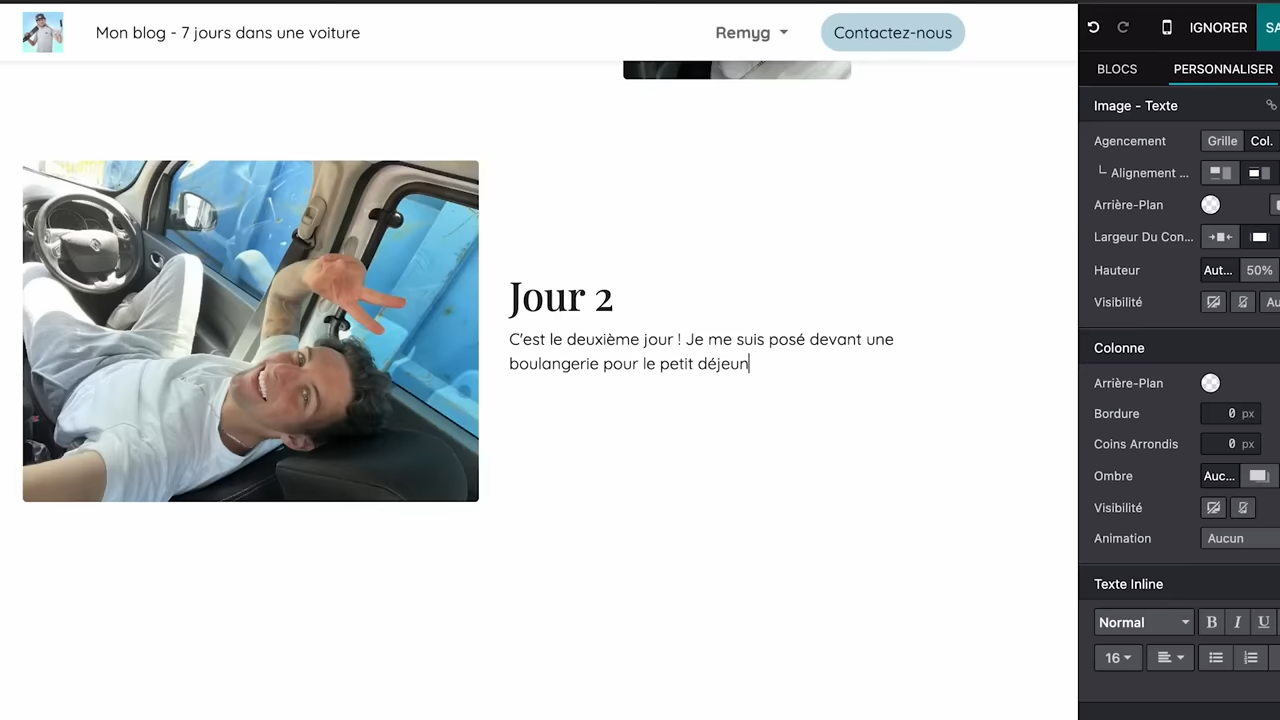 Mon blog - 7 jours dans une voiture
Remyg
Contactez-nous
IGNORER
SA
BLOCS
PERSONNALISER
Image - Texte
Agencement
Grille
Col.
Alignement ...
Arrière-Plan
Largeur Du Con...
Hauteur
Aut...
50%
Visibilité
Au
Jour 2
C'est le deuxième jour ! Je me suis posé devant une
boulangerie pour le petit déjeun
Colonne
Arrière-Plan
Bordure
0 px
Coins Arrondis
0 px
Ombre
Auc...
Visibilité
Animation
Aucun
Texte Inline
Normal
B
I
U
16